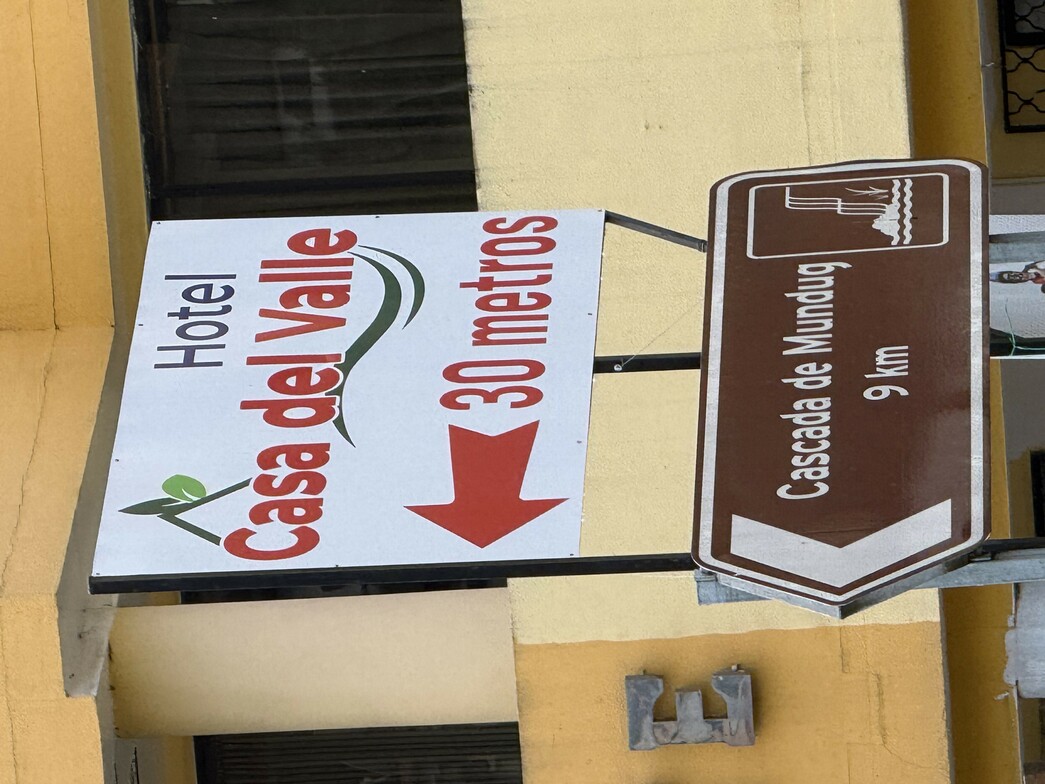 Hotel
Casa del Valle
30 metros
Cascada de Mundug
9 km
E